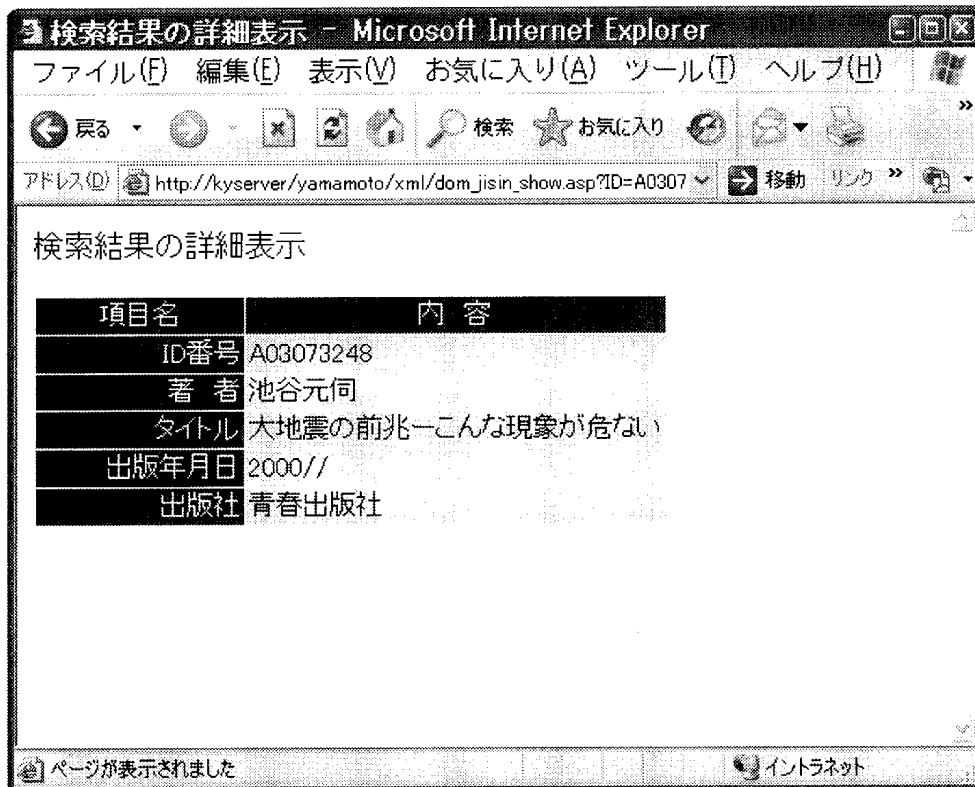 検索結果の詳細表示 - Microsoft Internet Explorer
ファイル(F) 編集(E) 表示(V) お気に入り(A) ツール(T) ヘルプ(H)
戻る 検索 お気に入り »
アドレス(D) http://kyserver/yamamoto/xml/dom_jisin_show.asp?ID=A0307 移動 リンク »
検索結果の詳細表示
項目名 内 容
ID番号 A03073248
著 者 池谷元伺
タイトル 大地震の前兆ーこんな現象が危ない
出版年月日 2000//
出版社 青春出版社
ページが表示されました イントラネット